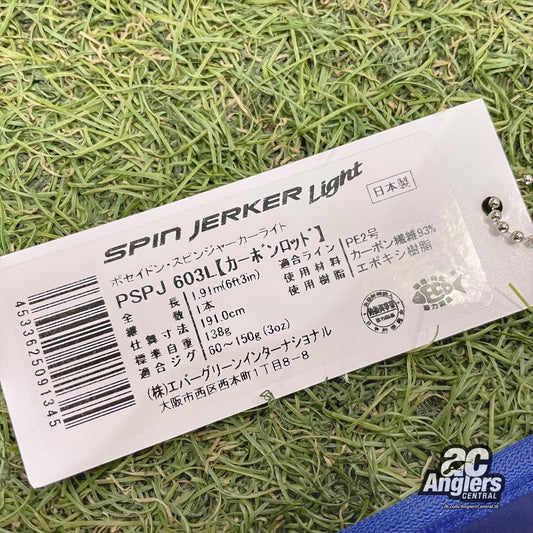 SPIN JERKER Light
日本製
ポセイドン・スピンジャーカーライト
PSPJ 603L【カーボンロッド】
全長 1.91m(6ft3in) 適合ライン PE2号
継数 1本 使用材料 カーボン繊維93%
仕舞寸法 191.0cm 使用樹脂 エポキシ樹脂
標準自重 138g
適合ジグ 60～150g(3oz)
(株)エバーグリーンインターナショナル
大阪市西区西本町1丁目8-8
4533625091345
ac
Anglers
CENTRAL